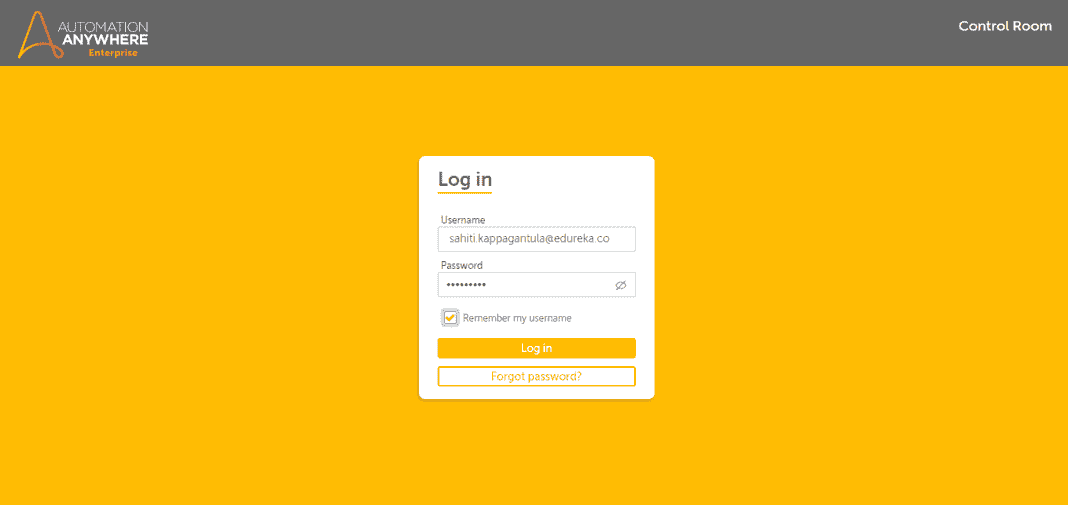 AUTOMATION
ANYWHERE
Enterprise
Control Room
Log in
Username
sahiti.kappagantula@edureka.co
Password
•••••••••
Remember my username
Log in
Forgot password?